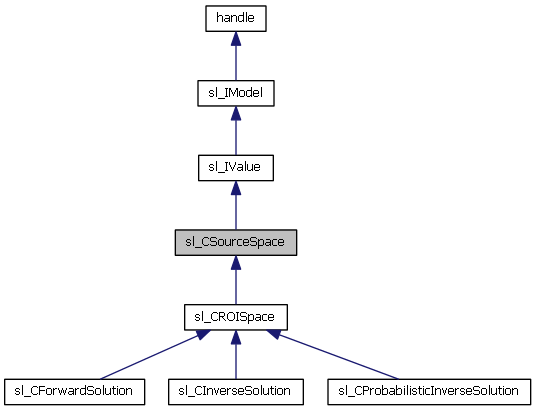 handle
sl_IModel
sl_IValue
sl_CSourceSpace
sl_CROISpace
sl_CForwardSolution
sl_CInverseSolution
sl_CProbabilisticInverseSolution